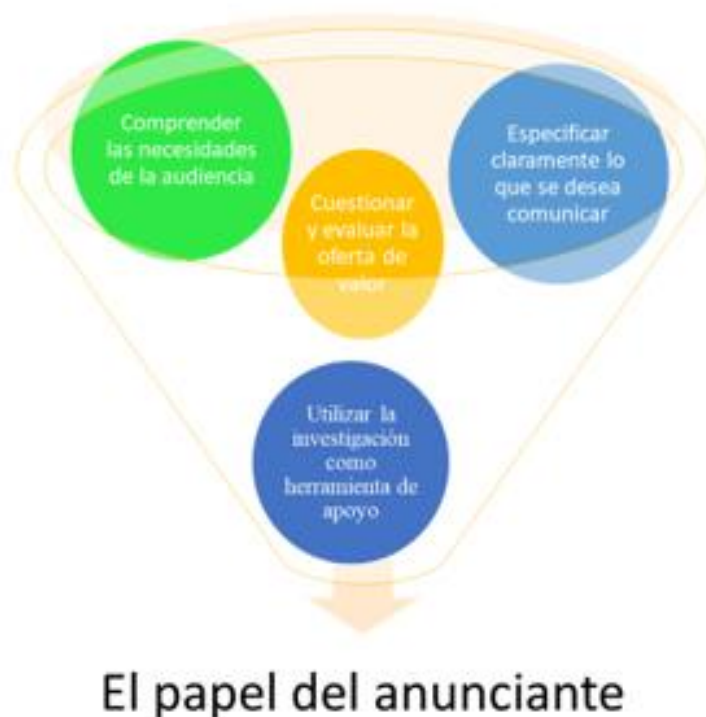 Comprender
las necesidades
de la audiencia
Especificar
claramente lo
que se desea
comunicar
Cuestionar
y evaluar la
oferta de
valor
Utilizar la
investigación
como
herramienta de
apoyo
El papel del anunciante